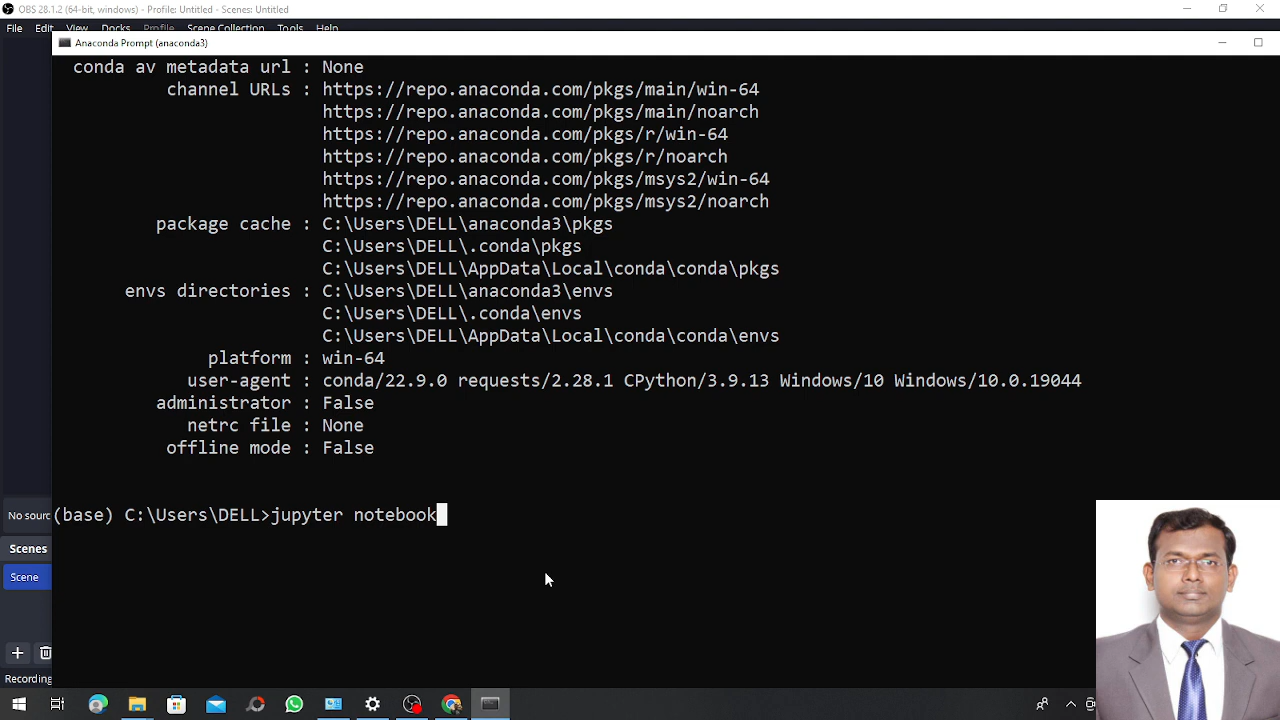 OBS 28.1.2 (64-bit, windows) - Profile: Untitled - Scenes: Untitled
File Edit View Docks Profile Scene Collection Tools Help
Anaconda Prompt (anaconda3)
conda av metadata url : None
channel URLs : https://repo.anaconda.com/pkgs/main/win-64
https://repo.anaconda.com/pkgs/main/noarch
https://repo.anaconda.com/pkgs/r/win-64
https://repo.anaconda.com/pkgs/r/noarch
https://repo.anaconda.com/pkgs/msys2/win-64
https://repo.anaconda.com/pkgs/msys2/noarch
package cache : C:\Users\DELL\anaconda3\pkgs
C:\Users\DELL\.conda\pkgs
C:\Users\DELL\AppData\Local\conda\conda\pkgs
envs directories : C:\Users\DELL\anaconda3\envs
C:\Users\DELL\.conda\envs
C:\Users\DELL\AppData\Local\conda\conda\envs
platform : win-64
user-agent : conda/22.9.0 requests/2.28.1 CPython/3.9.13 Windows/10 Windows/10.0.19044
administrator : False
netrc file : None
offline mode : False
No sourc
(base) C:\Users\DELL>jupyter notebook
Scenes
Scene
Recording